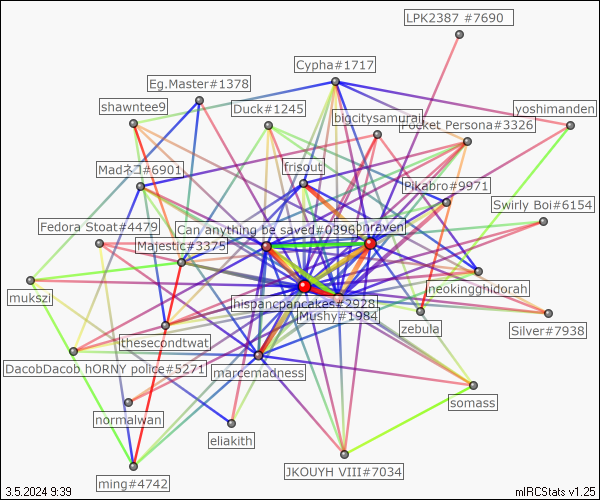 LPK2387 #7690
Cypha#1717
Eg.Master#1378
shawntee9
Duck#1245
yoshimanden
bigcitysamurai
Pocket Persona#3326
Madネコ#6901
frisout
Pikabro#9971
Swirly Boi#6154
Fedora Stoat#4479
Can anything be saved#0396
onraven
Majestic#3375
neokingghidorah
mukszi
hispancpancakes#2928
Mushy#1984
Silver#7938
zebula
thesecondtwat
DacobDacob hORNY police#5271
marcemadness
somass
normalwan
eliakith
JKOUYH VIII#7034
ming#4742
3.5.2024 9:39
mIRCStats v1.25